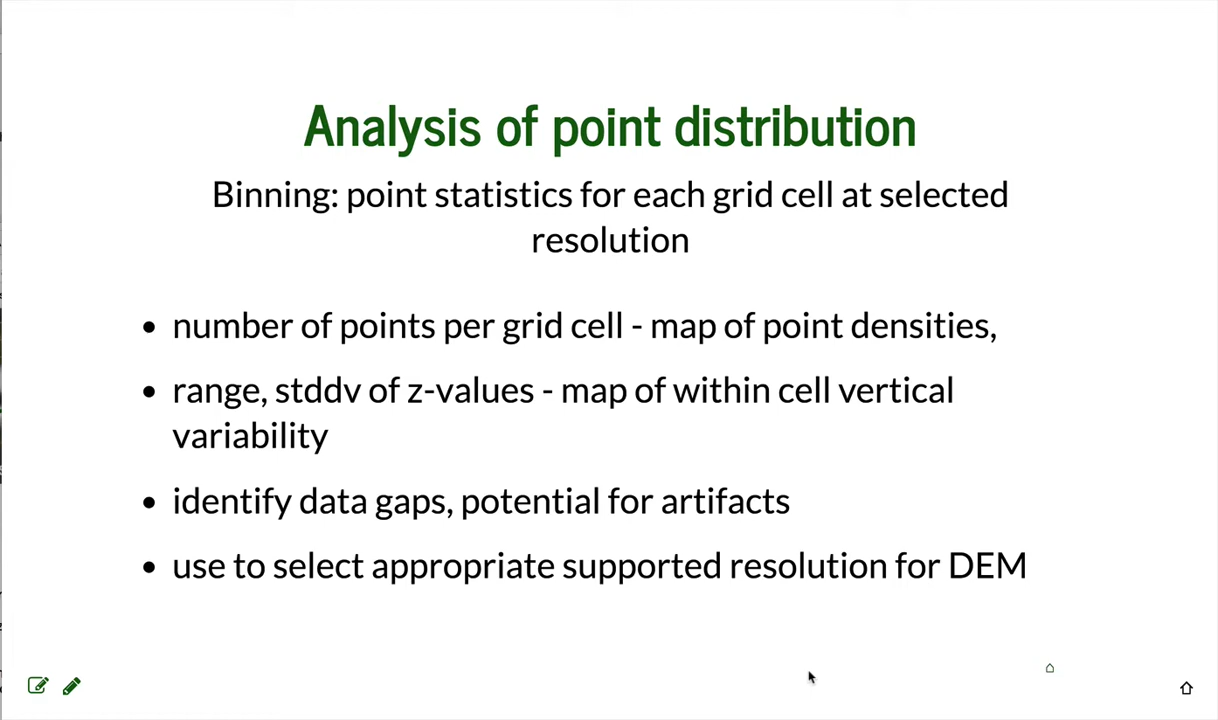 Analysis of point distribution
Binning: point statistics for each grid cell at selected
resolution
• number of points per grid cell - map of point densities,
• range, stddv of z-values - map of within cell vertical
variability
• identify data gaps, potential for artifacts
• use to select appropriate supported resolution for DEM